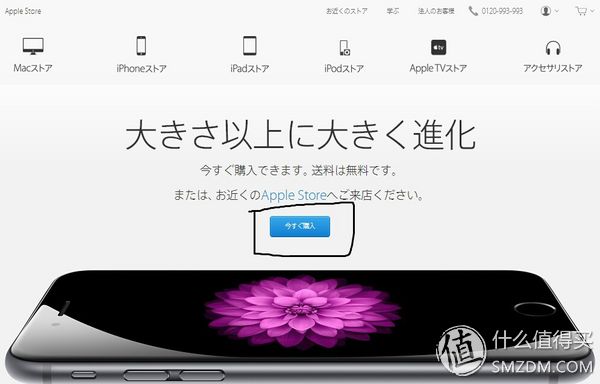 Apple Store
お近くのストア 学ぶ 法人のお客様 0120-993-993
Macストア iPhoneストア iPadストア iPodストア Apple TVストア アクセサリストア
tv
大きさ以上に大きく進化
今すぐ購入できます。送料は無料です。
または、お近くのApple Storeへご来店ください。
今すぐ購入
值 什么值得买
SMZDM.COM